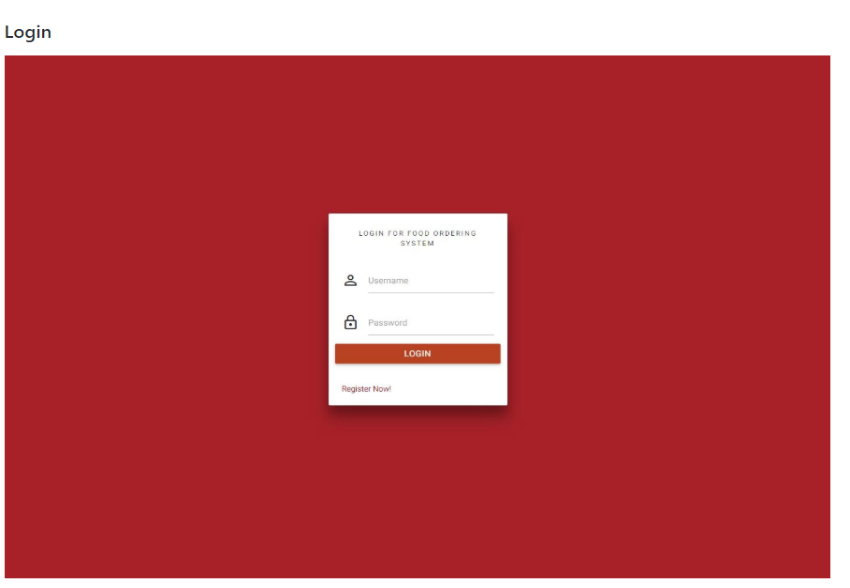 Login
LOGIN FOR FOOD ORDERING
SYSTEM
Username
Password
LOGIN
Register Now!